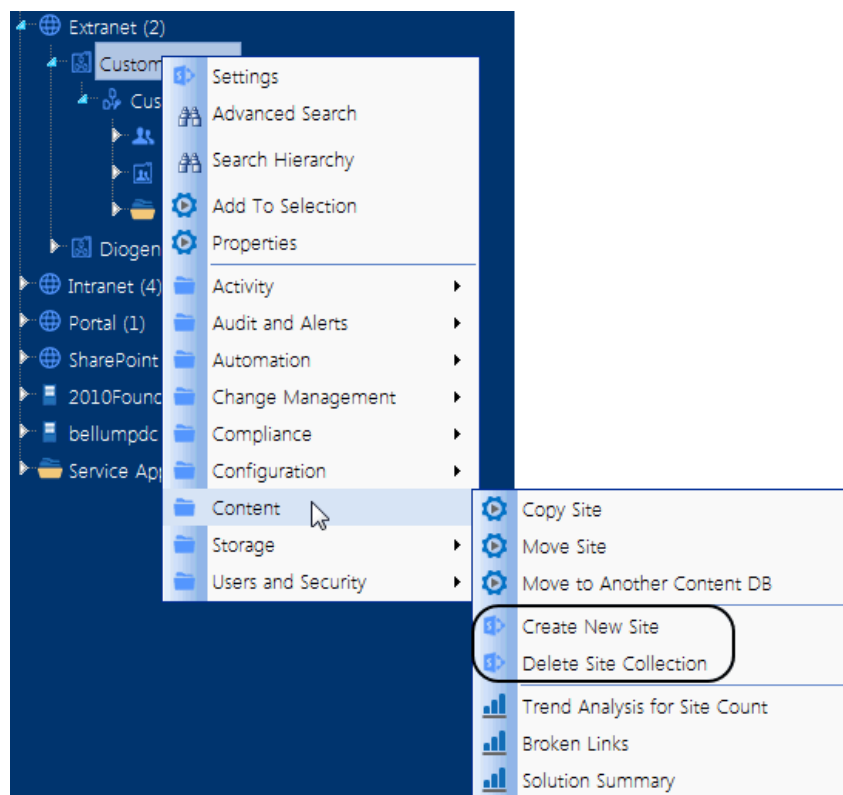 Extranet (2)
Custom
Cus
Diogen
Intranet (4)
Portal (1)
SharePoint
2010Found
bellumpdc
Service App
Settings
Advanced Search
Search Hierarchy
Add To Selection
Properties
Activity
Audit and Alerts
Automation
Change Management
Compliance
Configuration
Content
Storage
Users and Security
Copy Site
Move Site
Move to Another Content DB
Create New Site
Delete Site Collection
Trend Analysis for Site Count
Broken Links
Solution Summary